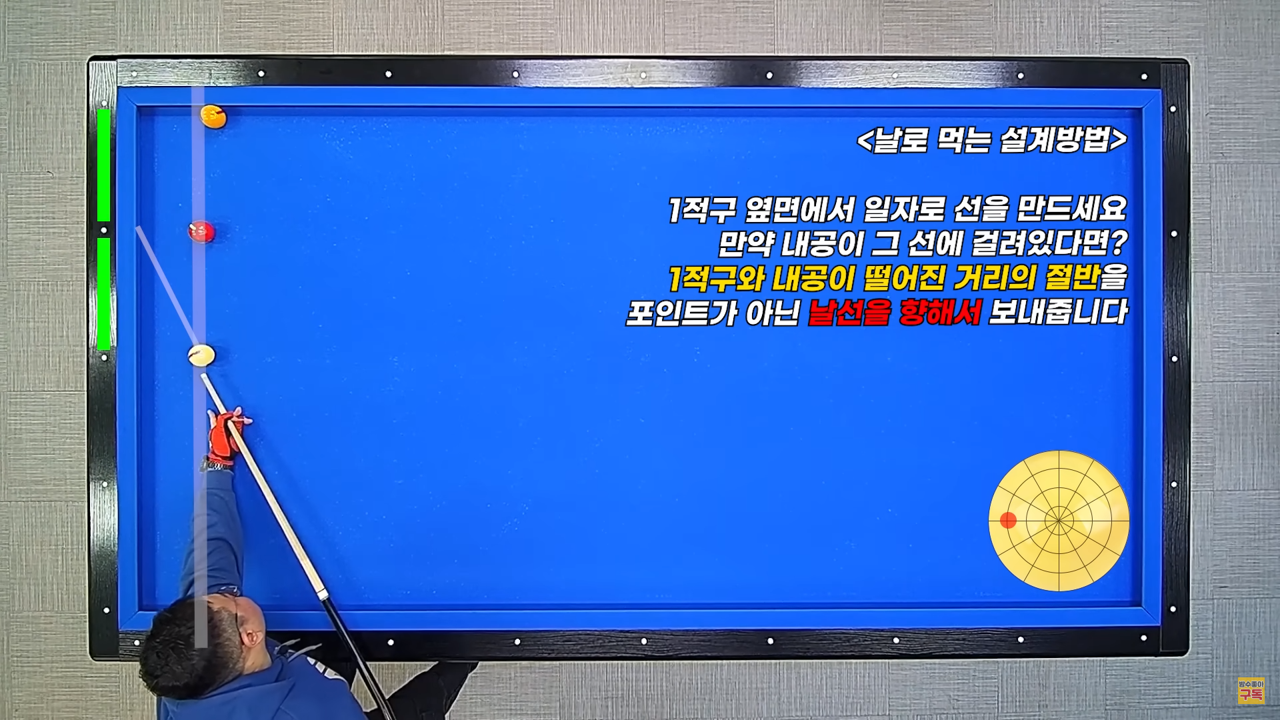 <날로 먹는 설계방법>
1적구 옆면에서 일자로 선을 만드세요
만약 내공이 그 선에 걸려있다면?
1적구와 내공이 떨어진 거리의 절반을
포인트가 아닌 날선을 향해서 보내줍니다
구독